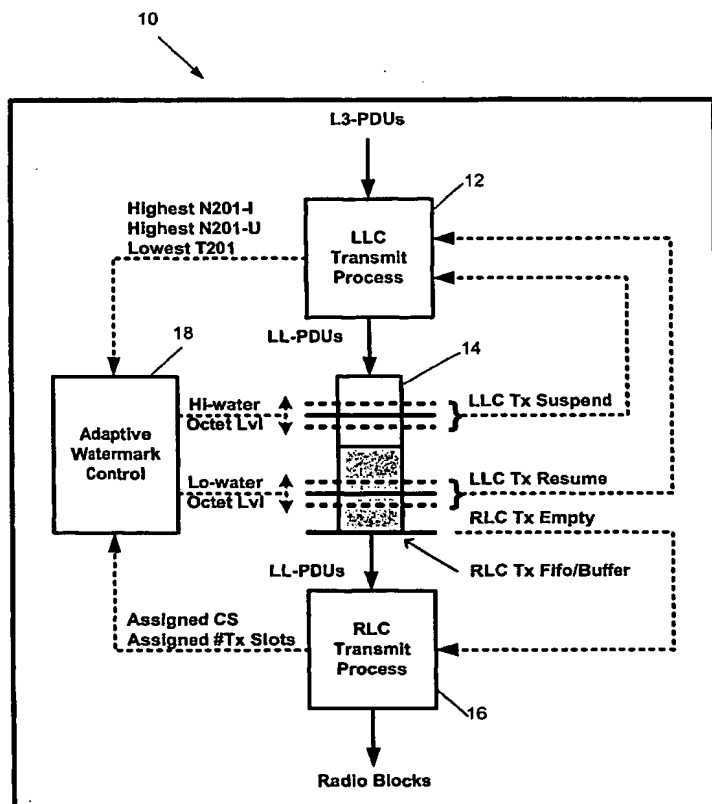 10
L3-PDUs
12
Highest N201-I
Highest N201-U
Lowest T201
LLC
Transmit
Process
18
LL-PDUs
14
Hi-water
Octet Lvl
LLC Tx Suspend
Adaptive
Watermark
Control
Lo-water
Octet Lvl
LLC Tx Resume
RLC Tx Empty
LL-PDUs
RLC Tx Fifo/Buffer
Assigned CS
Assigned #Tx Slots
RLC
Transmit
Process
16
Radio Blocks